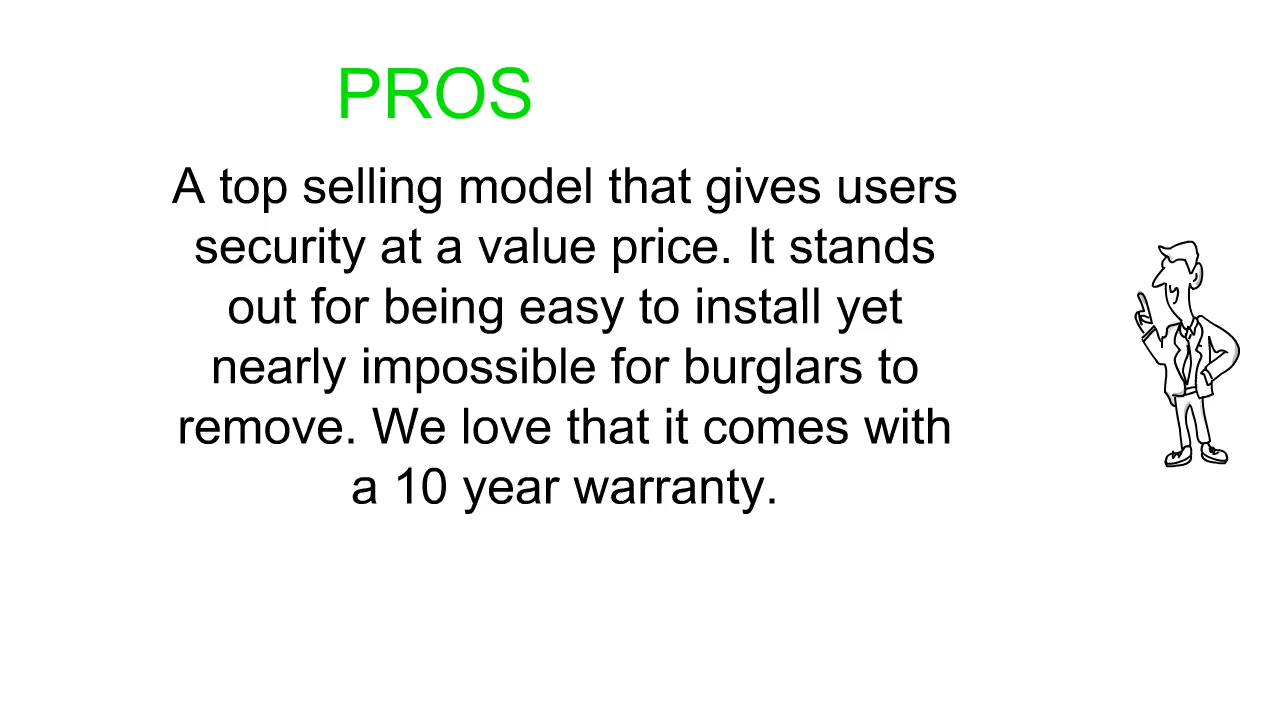 PROS
A top selling model that gives users
security at a value price. It stands
out for being easy to install yet
nearly impossible for burglars to
remove. We love that it comes with
a 10 year warranty.